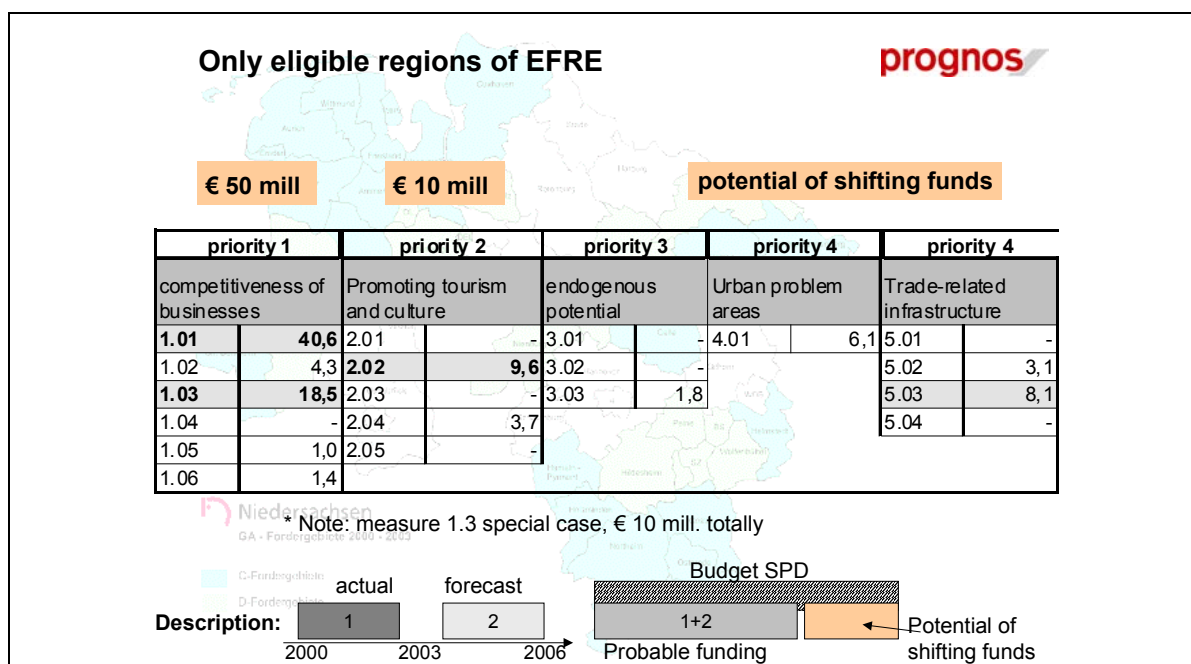 Only eligible regions of EFRE
prognos
€ 50 mill
€ 10 mill
potential of shifting funds
priority 1 priority 2 priority 3 priority 4 priority 4
competitiveness of businesses Promoting tourism and culture endogenous potential Urban problem areas Trade-related infrastructure
1.01 40,6 2.01 - 3.01 - 4.01 6,1 5.01 -
1.02 4,3 2.02 9,6 3.02 - 5.02 3,1
1.03 18,5 2.03 - 3.03 1,8 5.03 8,1
1.04 - 2.04 3,7 5.04 -
1.05 1,0 2.05 -
1.06 1,4
Niedersachsen
* Note: measure 1.3 special case, € 10 mill. totally
GA - Fördergebiete 2000 - 2003
C-Fördergebiete
D-Fördergebiete
actual forecast Budget SPD
Description: 1 2 1+2
2000 2003 2006 Probable funding
Potential of
shifting funds